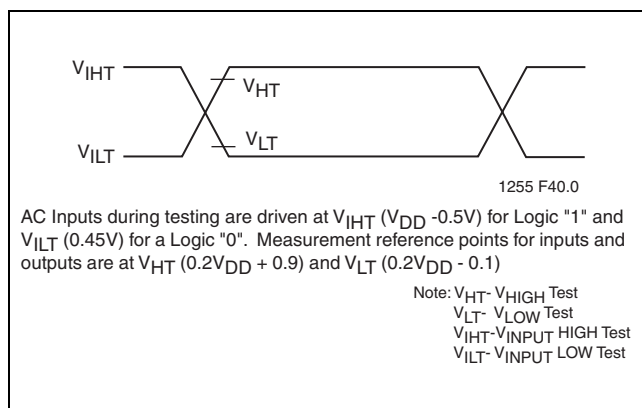 VIHT
VHT
VLT
VILT
1255 F40.0
AC Inputs during testing are driven at VIHT (VDD -0.5V) for Logic "1" and
VILT (0.45V) for a Logic "0". Measurement reference points for inputs and
outputs are at VHT (0.2VDD + 0.9) and VLT (0.2VDD - 0.1)
Note: VHT- VHIGH Test
VLT- VLOW Test
VIHT-VINPUT HIGH Test
VILT- VINPUT LOW Test